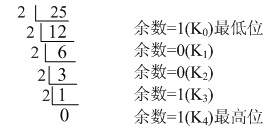 2 25
2 12 余数=1(K₀)最低位
2 6 余数=0(K₁)
2 3 余数=0(K₂)
2 1 余数=1(K₃)
0 余数=1(K₄)最高位